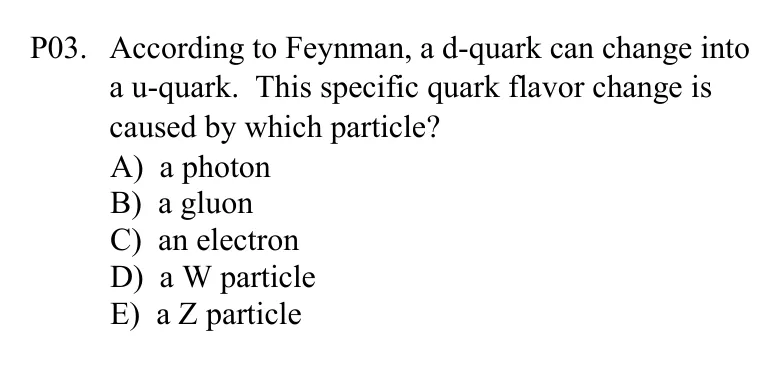 P03. According to Feynman, a d-quark can change into
a u-quark. This specific quark flavor change is
caused by which particle?
A) a photon
B) a gluon
C) an electron
D) a W particle
E) a Z particle